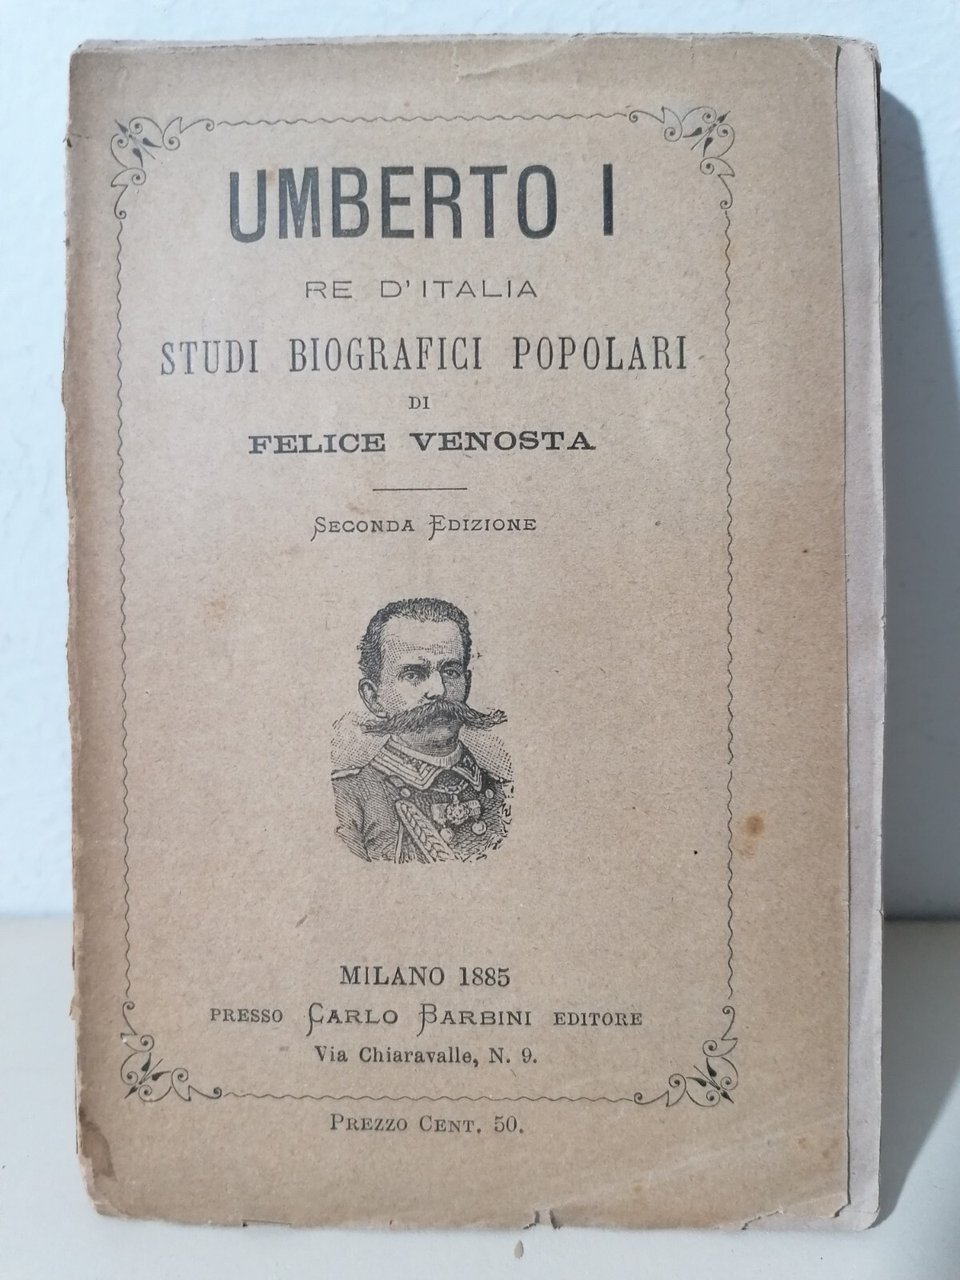 UMBERTO I
RE D'ITALIA
STUDI BIOGRAFICI POPOLARI
DI
FELICE VENOSTA
SECONDA EDIZIONE
MILANO 1885
PRESSO CARLO BARBINI EDITORE
Via Chiaravalle, N. 9.
PREZZO CENT. 50.